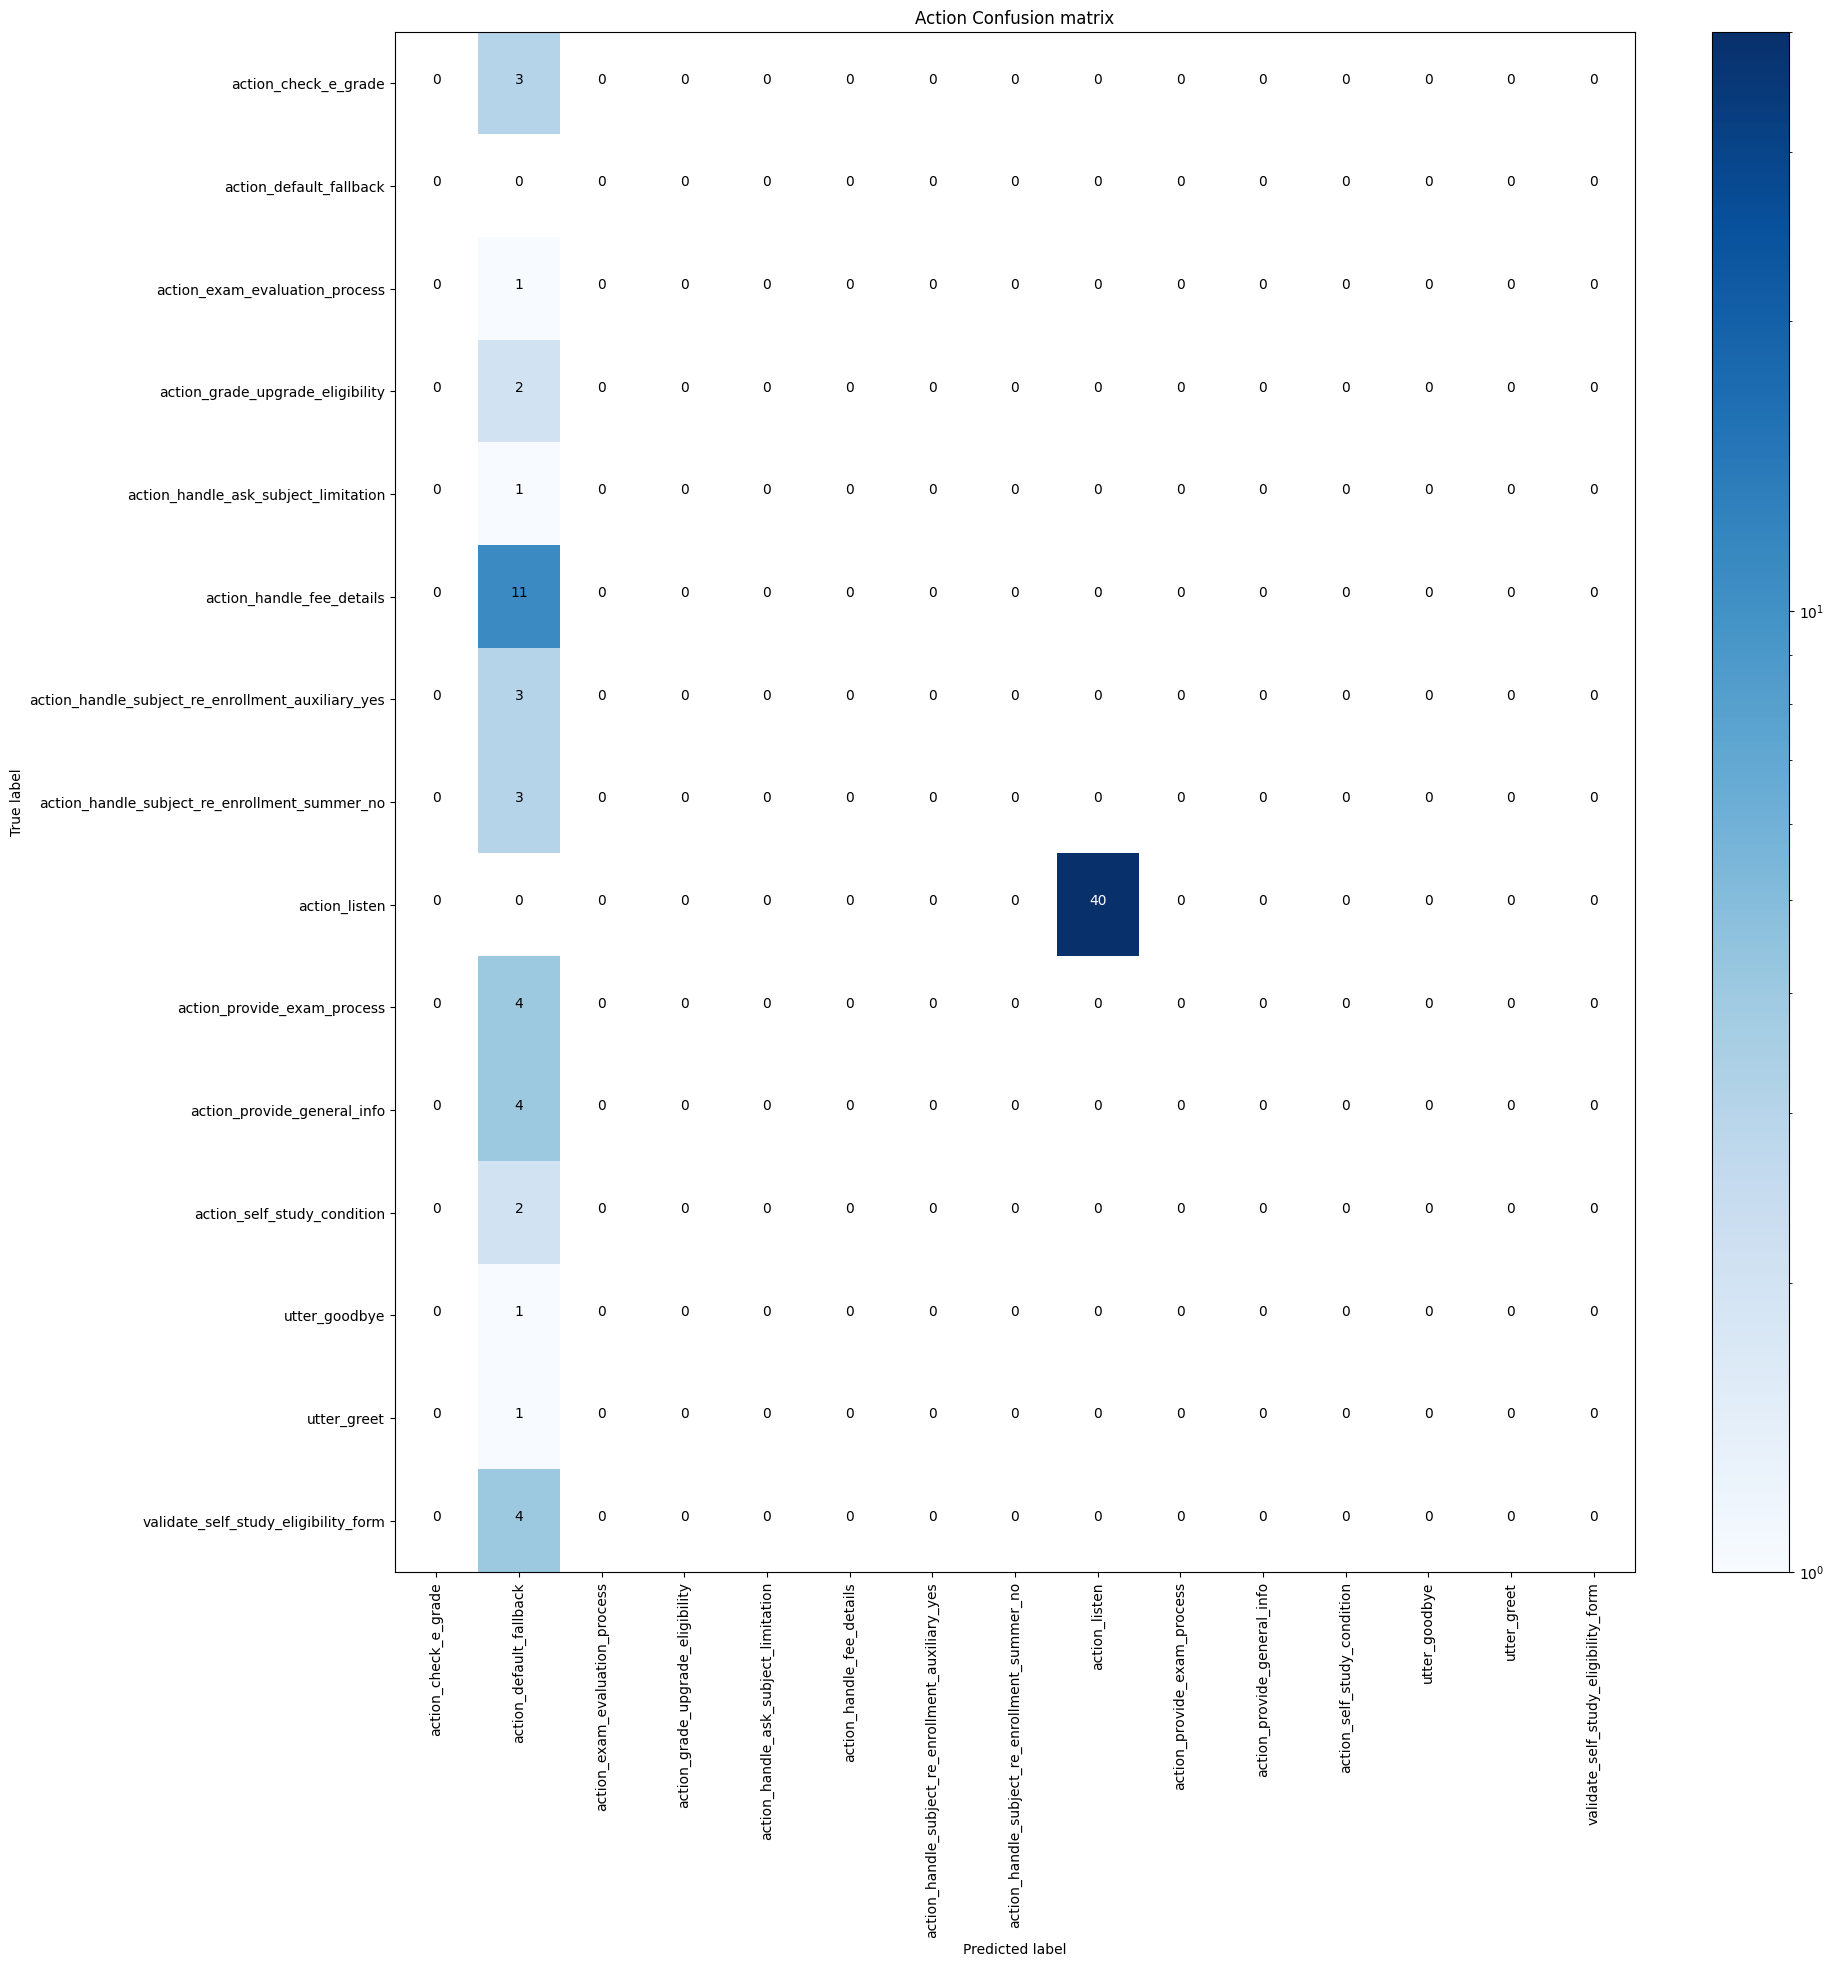 Action Confusion matrix
action_check_e_grade 0 3 0 0 0 0 0 0 0 0 0 0 0 0 0
action_default_fallback 0 0 0 0 0 0 0 0 0 0 0 0 0 0 0
action_exam_evaluation_process 0 1 0 0 0 0 0 0 0 0 0 0 0 0 0
action_grade_upgrade_eligibility 0 2 0 0 0 0 0 0 0 0 0 0 0 0 0
action_handle_ask_subject_limitation 0 1 0 0 0 0 0 0 0 0 0 0 0 0 0
action_handle_fee_details 0 11 0 0 0 0 0 0 0 0 0 0 0 0 0
10¹
action_handle_subject_re_enrollment_auxiliary_yes 0 3 0 0 0 0 0 0 0 0 0 0 0 0 0
action_handle_subject_re_enrollment_summer_no 0 3 0 0 0 0 0 0 0 0 0 0 0 0 0
True label
action_listen 0 0 0 0 0 0 0 0 40 0 0 0 0 0 0
action_provide_exam_process 0 4 0 0 0 0 0 0 0 0 0 0 0 0 0
action_provide_general_info 0 4 0 0 0 0 0 0 0 0 0 0 0 0 0
action_self_study_condition 0 2 0 0 0 0 0 0 0 0 0 0 0 0 0
utter_goodbye 0 1 0 0 0 0 0 0 0 0 0 0 0 0 0
utter_greet 0 1 0 0 0 0 0 0 0 0 0 0 0 0 0
validate_self_study_eligibility_form 0 4 0 0 0 0 0 0 0 0 0 0 0 0 0
10⁰
action_check_e_grade
action_default_fallback
action_exam_evaluation_process
action_grade_upgrade_eligibility
action_handle_ask_subject_limitation
action_handle_fee_details
action_handle_subject_re_enrollment_auxiliary_yes
action_handle_subject_re_enrollment_summer_no
action_listen
action_provide_exam_process
action_provide_general_info
action_self_study_condition
utter_goodbye
utter_greet
validate_self_study_eligibility_form
Predicted label